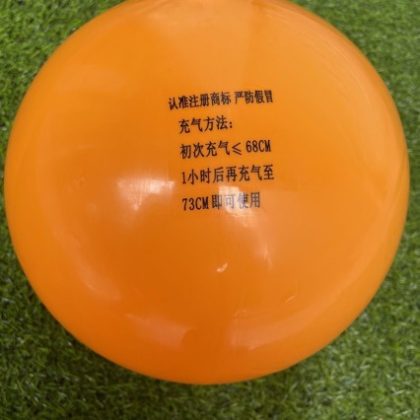 认准注册商标 严防假冒
充气方法:
初次充气≤68CM
1小时后再充气至
73CM即可使用